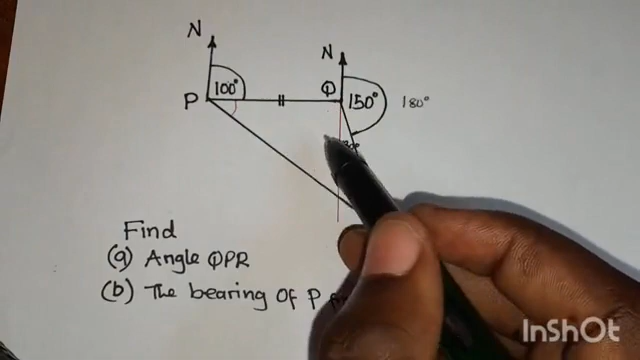 N
N
100°
P
Q
150°
180°
Find
(a) Angle QPR
(b) The bearing Of P
InShOt